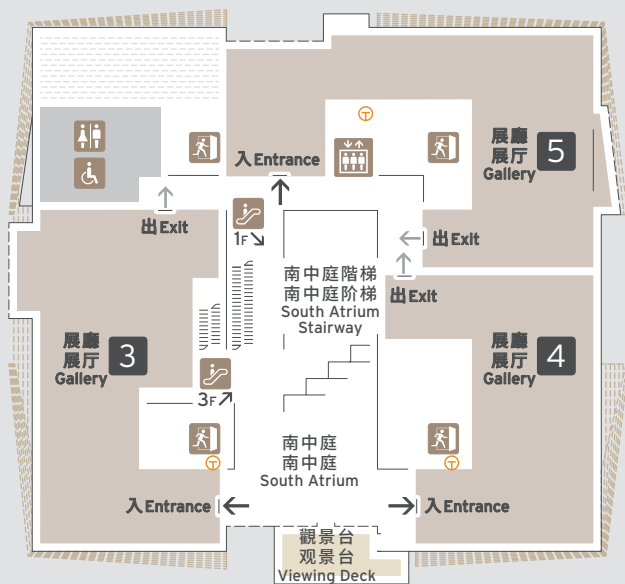 入Entrance
展廳
展厅
Gallery
5
出Exit
1F↘
出Exit
南中庭階梯
南中庭阶梯
South Atrium
Stairway
出Exit
展廳
展厅
Gallery
3
展廳
展厅
Gallery
4
3F↗
南中庭
南中庭
South Atrium
入Entrance
入Entrance
觀景台
观景台
Viewing Deck